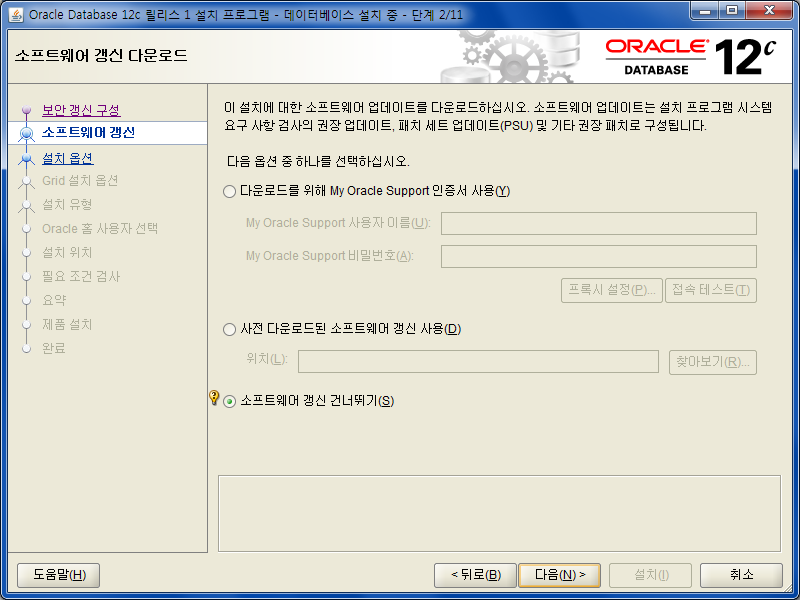 Oracle Database 12c 릴리스 1 설치 프로그램 - 데이터베이스 설치 중 - 단계 2/11
소프트웨어 갱신 다운로드
ORACLE®
DATABASE
12c
보안 갱신 구성
소프트웨어 갱신
설치 옵션
Grid 설치 옵션
설치 유형
Oracle 홈 사용자 선택
설치 위치
필요 조건 검사
요약
제품 설치
완료
이 설치에 대한 소프트웨어 업데이트를 다운로드하십시오. 소프트웨어 업데이트는 설치 프로그램 시스템
요구 사항 검사의 권장 업데이트, 패치 세트 업데이트(PSU) 및 기타 권장 패치로 구성됩니다.
다음 옵션 중 하나를 선택하십시오.
다운로드를 위해 My Oracle Support 인증서 사용(Y)
My Oracle Support 사용자 이름(U):
My Oracle Support 비밀번호(A):
프록시 설정(P)...
접속 테스트(T)
사전 다운로드된 소프트웨어 갱신 사용(D)
위치(L):
찾아보기(R)...
소프트웨어 갱신 건너뛰기(S)
도움말(H)
< 뒤로(B)
다음(N) >
설치(I)
취소